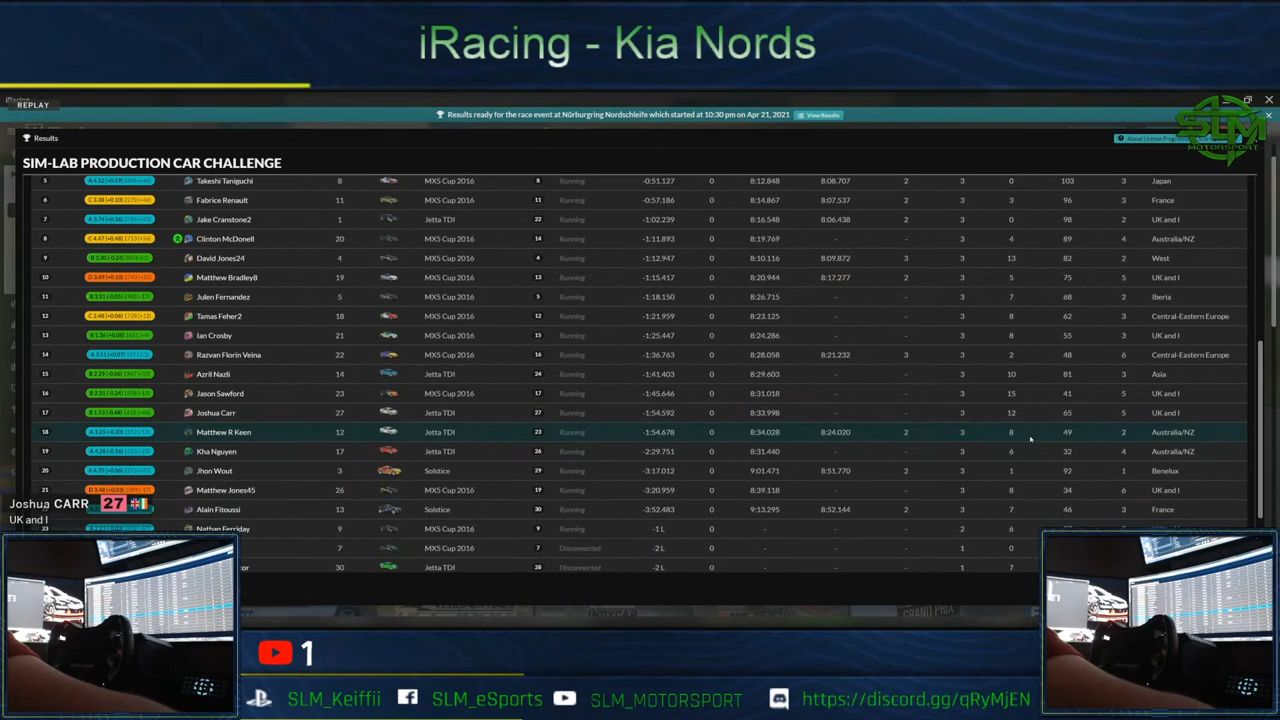 iRacing - Kia Nords
iRacing
REPLAY
Results ready for the race event at Nürburgring Nordschleife which started at 10:30 pm on Apr 21, 2021 View Results
SLM
MOTORSPORT
Results
SIM-LAB PRODUCTION CAR CHALLENGE
5 Takeshi Taniguchi 8 MX5 Cup 2016 8 Running -0:51.127 0 8:12.848 8:08.707 2 3 0 103 3 Japan
6 Fabrice Renault 11 MX5 Cup 2016 11 Running -0:57.186 0 8:14.867 8:07.537 2 3 3 96 3 France
7 Jake Cranstone2 1 Jetta TDI 22 Running -1:02.239 0 8:16.548 8:06.438 2 3 0 98 2 UK and I
8 Clinton McDonell 20 MX5 Cup 2016 14 Running -1:11.893 0 8:19.769 - - 3 4 89 4 Australia/NZ
9 David Jones24 4 MX5 Cup 2016 4 Running -1:12.947 0 8:10.116 8:09.872 3 3 13 82 2 West
10 Matthew Bradley8 19 MX5 Cup 2016 13 Running -1:15.417 0 8:20.944 8:17.277 2 3 5 75 5 UK and I
11 Julen Fernandez 5 MX5 Cup 2016 5 Running -1:18.150 0 8:26.715 - - 3 7 68 2 Iberia
12 Tamas Feher2 18 MX5 Cup 2016 12 Running -1:21.959 0 8:23.125 - - 3 8 62 3 Central-Eastern Europe
13 Ian Crosby 21 MX5 Cup 2016 15 Running -1:25.447 0 8:24.286 - - 3 8 55 3 UK and I
14 Razvan Florin Veina 22 MX5 Cup 2016 16 Running -1:36.763 0 8:28.058 8:21.232 3 3 2 48 6 Central-Eastern Europe
15 Azril Nazli 14 Jetta TDI 24 Running -1:41.403 0 8:29.603 - - 3 10 81 3 Asia
16 Jason Sawford 23 MX5 Cup 2016 17 Running -1:45.646 0 8:31.018 - - 3 15 41 5 UK and I
17 Joshua Carr 27 Jetta TDI 27 Running -1:54.592 0 8:33.998 - - 3 12 65 5 UK and I
18 Matthew R Keen 12 Jetta TDI 23 Running -1:54.678 0 8:34.028 8:24.020 2 3 8 49 2 Australia/NZ
19 Kha Nguyen 17 Jetta TDI 26 Running -2:29.751 0 8:31.440 - - 3 6 32 4 Australia/NZ
20 Jhon Wout 3 Solstice 29 Running -3:17.012 0 9:01.471 8:51.770 2 3 1 92 1 Benelux
21 Matthew Jones45 26 MX5 Cup 2016 19 Running -3:20.959 0 8:39.118 - - 3 8 34 6 UK and I
Alain Fitoussi 13 Solstice 30 Running -3:52.483 0 9:13.295 8:52.144 2 3 7 46 3 France
Nathan Ferriday 9 MX5 Cup 2016 9 Running -1 L 0 - - - 2 6
7 MX5 Cup 2016 7 Disconnected -2 L 0 - - - 1 0
30 Jetta TDI 28 Disconnected -2 L 0 - - - 1 7
Joshua CARR 27
UK and I
INDYCAR
GRAND PRIX
1
SLM_Keiffii SLM_eSports SLM_MOTORSPORT https://discord.gg/qRyMjEN